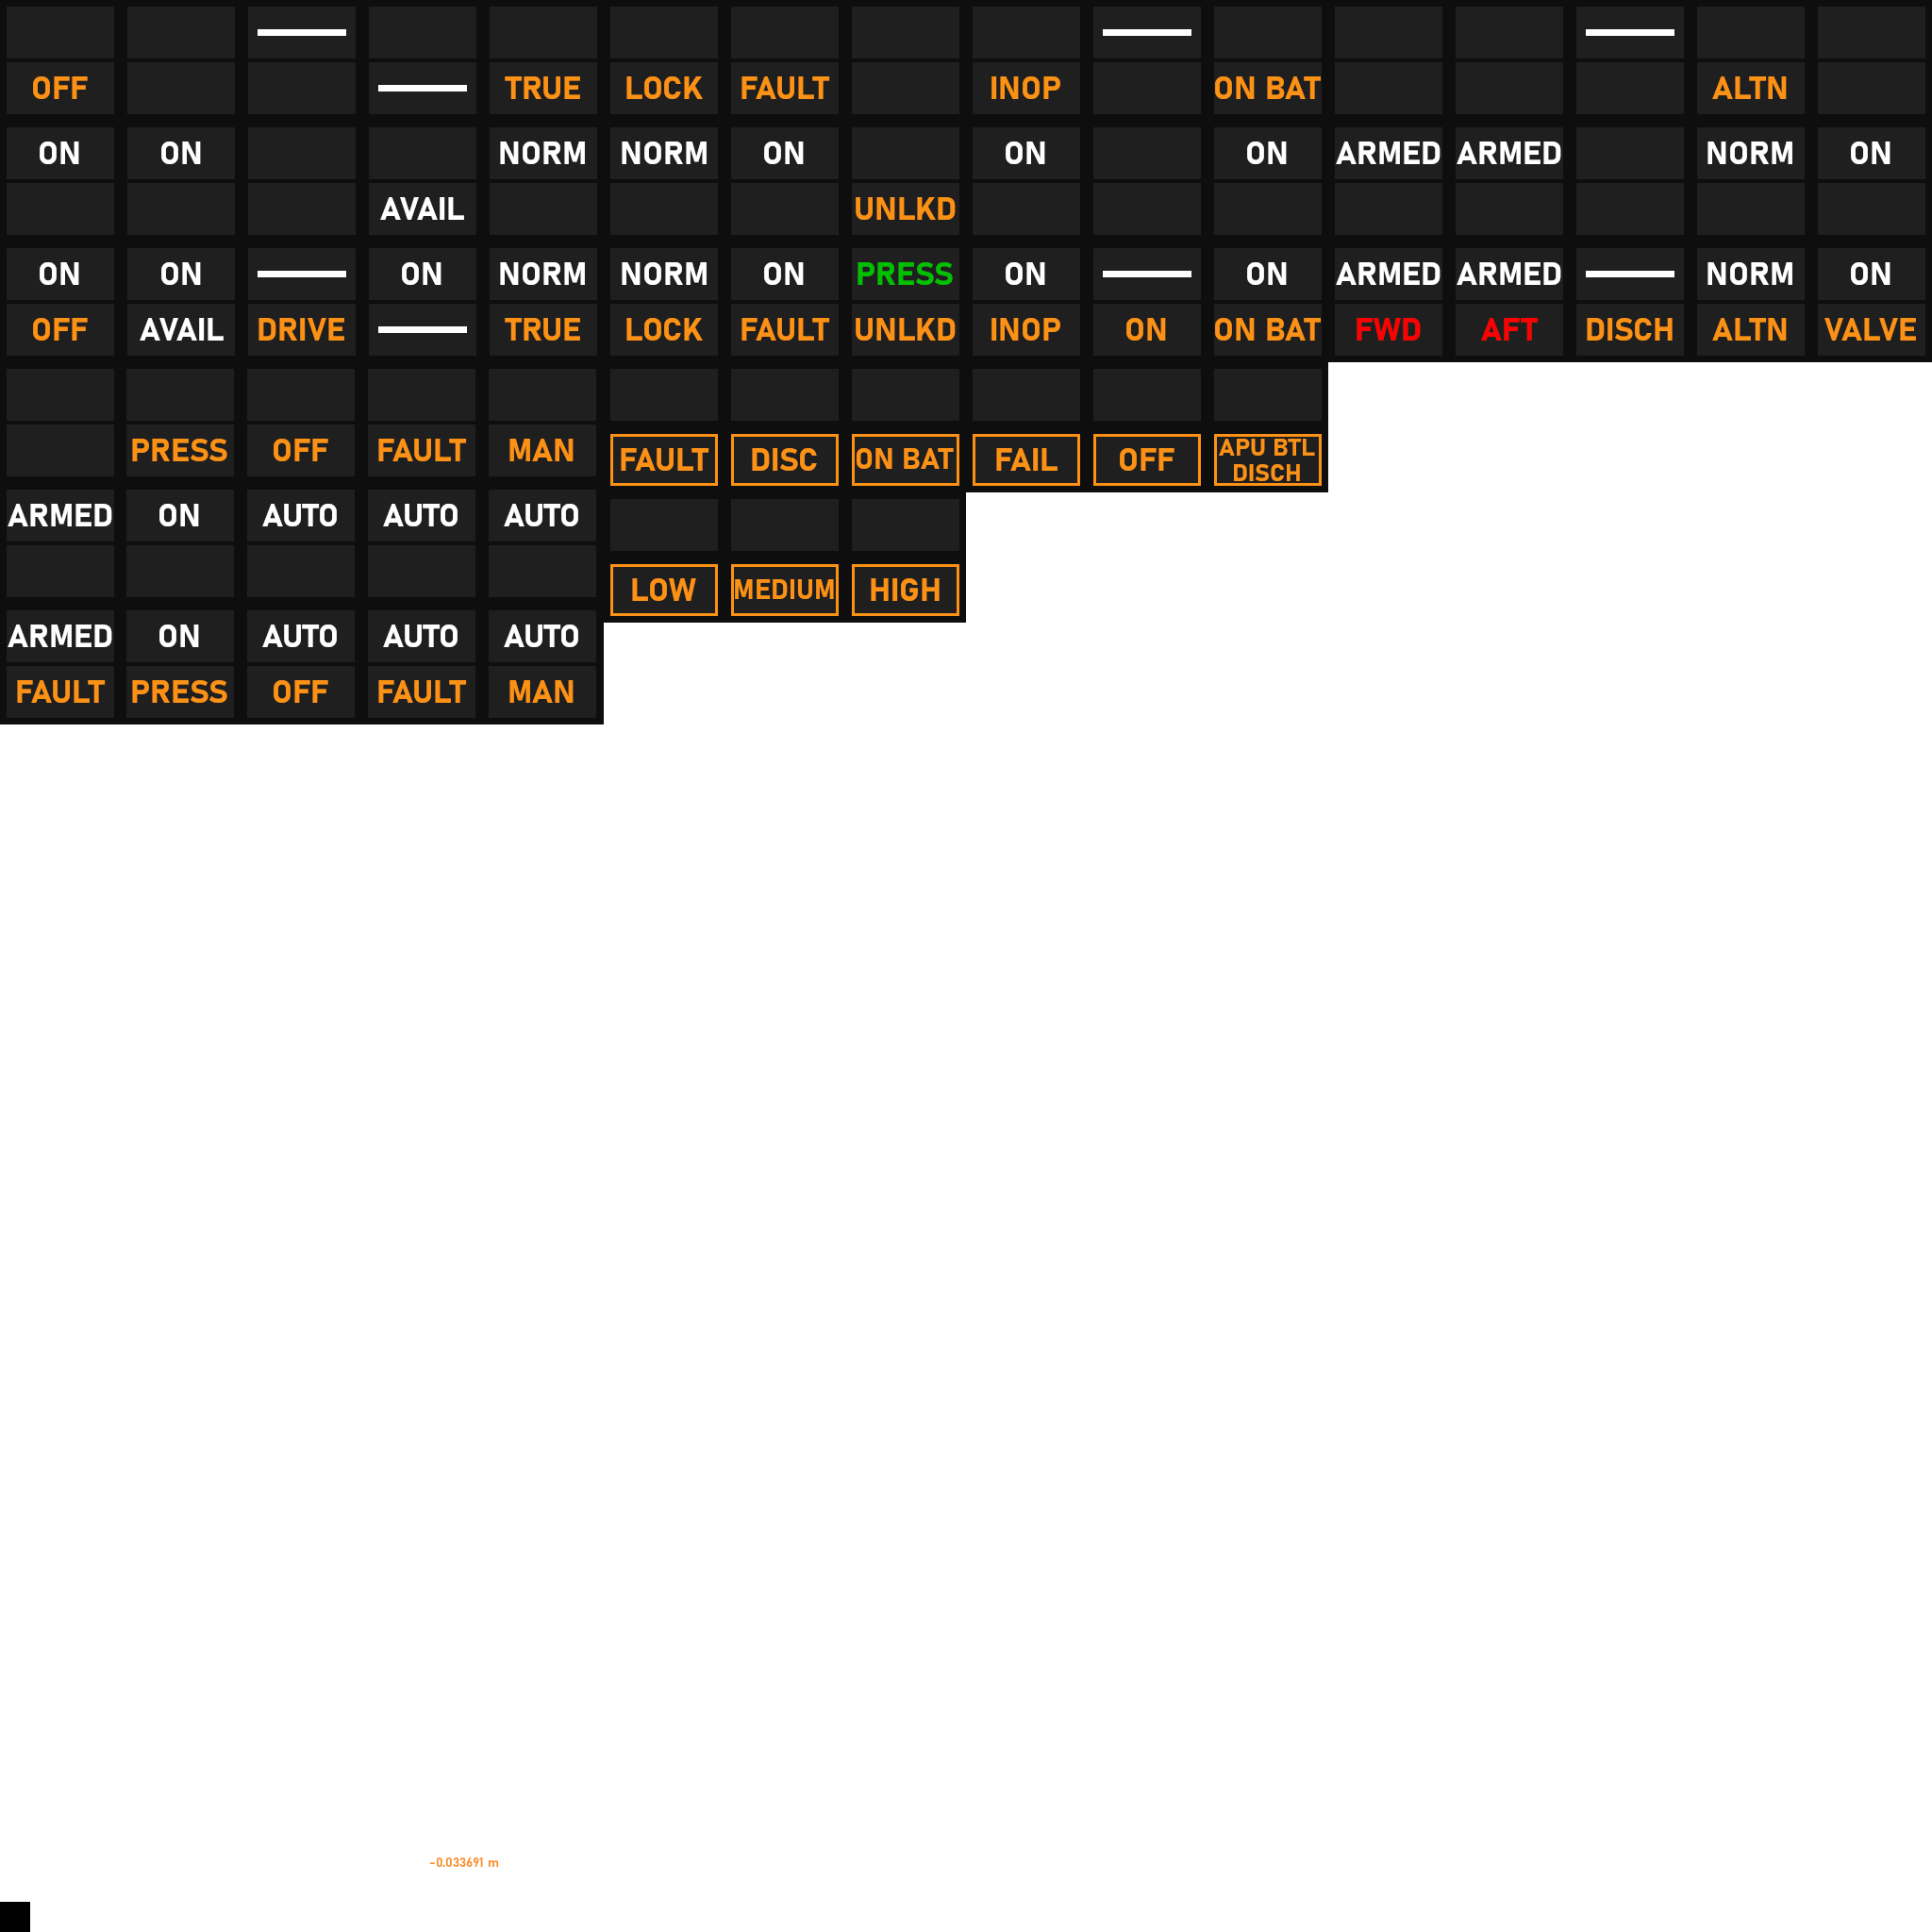 OFF TRUE LOCK FAULT INOP ON BAT ALTN
ON ON NORM NORM ON ON ON ARMED ARMED NORM ON
AVAIL UNLKD
ON ON ON NORM NORM ON PRESS ON ON ARMED ARMED NORM ON
OFF AVAIL DRIVE TRUE LOCK FAULT UNLKD INOP ON ON BAT FWD AFT DISCH ALTN VALVE
PRESS OFF FAULT MAN FAULT DISC ON BAT FAIL OFF APU BTL
DISCH
ARMED ON AUTO AUTO AUTO
LOW MEDIUM HIGH
ARMED ON AUTO AUTO AUTO
FAULT PRESS OFF FAULT MAN
-0.033691 m